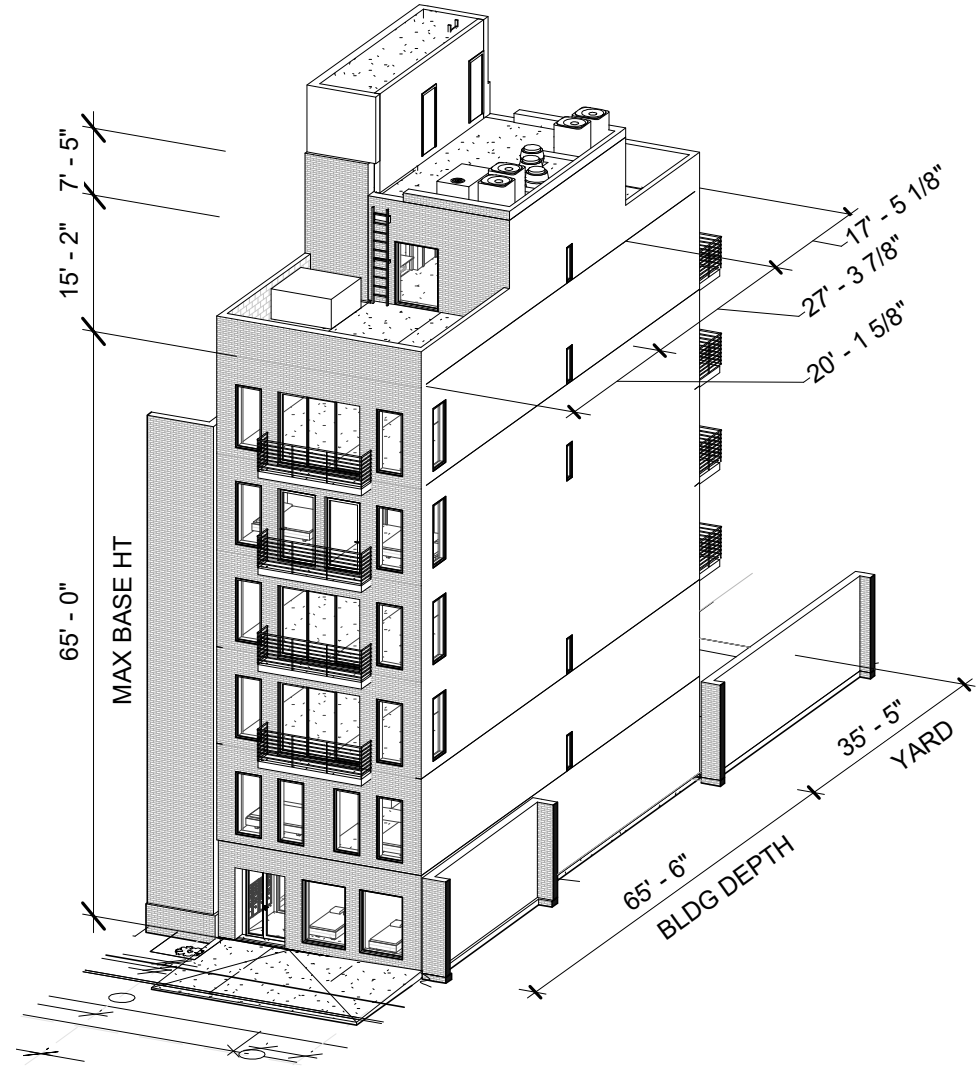 7' - 5"
15' - 2"
65' - 0"
MAX BASE HT
17' - 5 1/8"
27' - 3 7/8"
20' - 1 5/8"
35' - 5"
YARD
65' - 6"
BLDG DEPTH